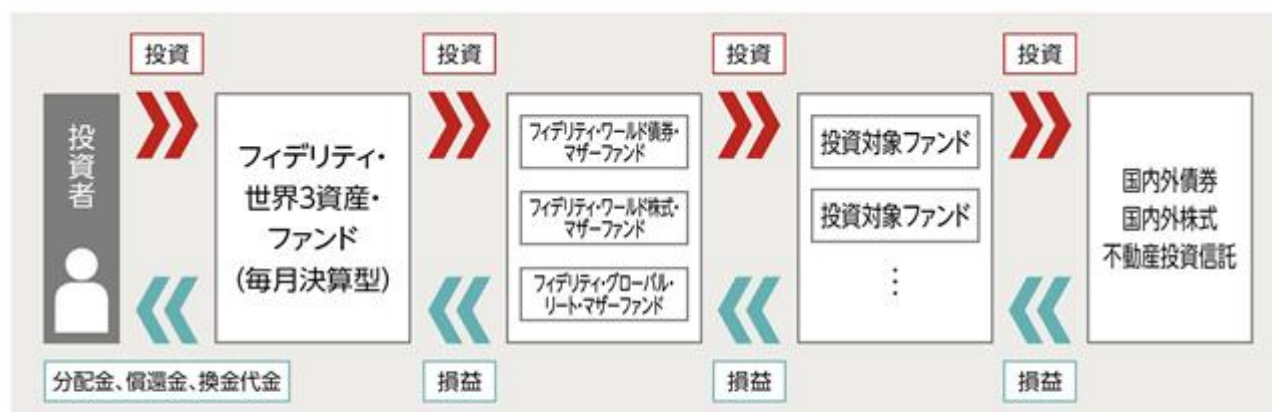 投資
投資
投資
投資
投資者
フィデリティ・
世界3資産・
ファンド
(毎月決算型)
フィデリティ・ワールド債券・
マザーファンド
フィデリティ・ワールド株式・
マザーファンド
フィデリティ・グローバル・
リート・マザーファンド
投資対象ファンド
投資対象ファンド
⋮
国内外債券
国内外株式
不動産投資信託
分配金、償還金、換金代金
損益
損益
損益